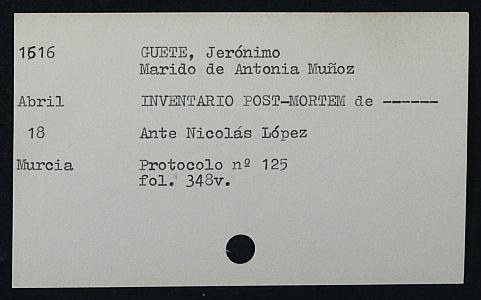 1616 GUETE, Jerónimo
Marido de Antonia Muñoz
Abril INVENTARIO POST-MORTEM de ------
18 Ante Nicolás López
Murcia Protocolo nº 125
fol. 348v.